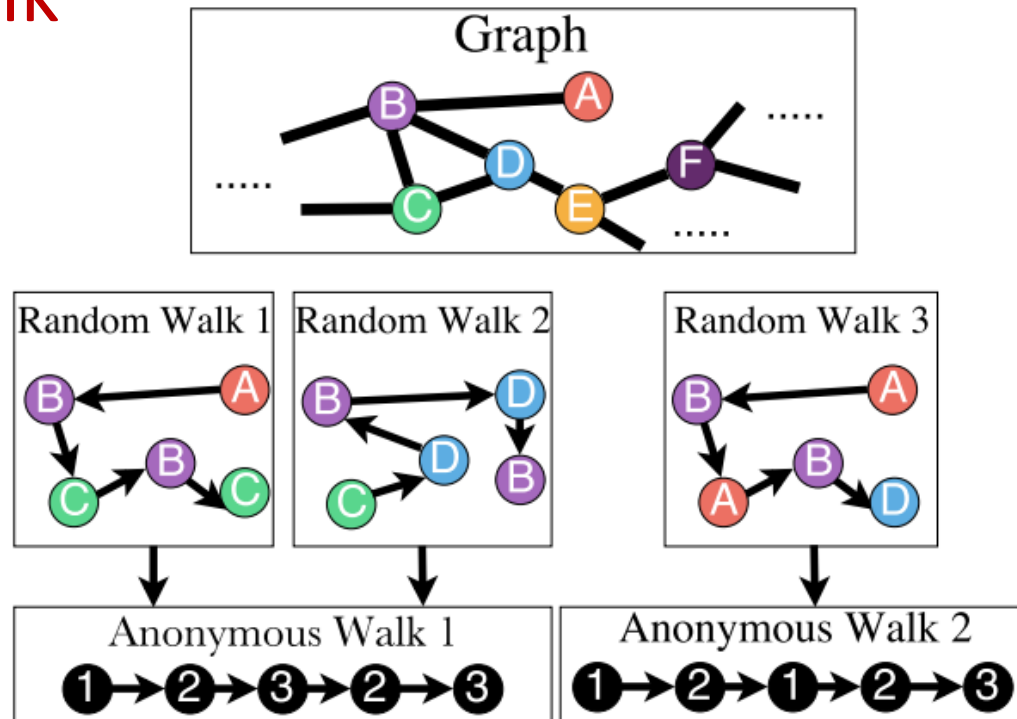 Graph
B A
D F
C E
.....
.....
.....
Random Walk 1
B A
B
C C
Random Walk 2
B D
D
C B
Random Walk 3
B A
B
A D
Anonymous Walk 1
1 2 3 2 3
Anonymous Walk 2
1 2 1 2 3